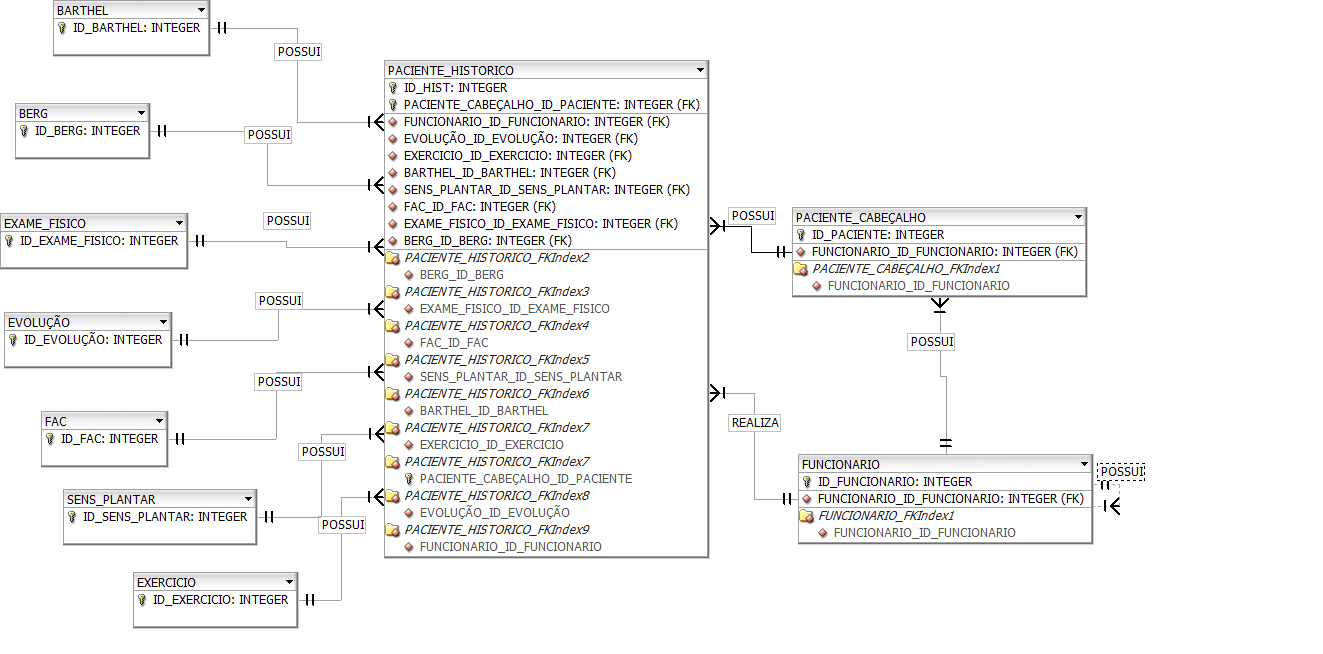 BARTHEL
ID_BARTHEL: INTEGER
POSSUI
BERG
ID_BERG: INTEGER
POSSUI
EXAME_FISICO
ID_EXAME_FISICO: INTEGER
POSSUI
EVOLUÇÃO
ID_EVOLUÇÃO: INTEGER
POSSUI
FAC
ID_FAC: INTEGER
POSSUI
SENS_PLANTAR
ID_SENS_PLANTAR: INTEGER
POSSUI
EXERCICIO
ID_EXERCICIO: INTEGER
POSSUI
PACIENTE_HISTORICO
ID_HIST: INTEGER
PACIENTE_CABEÇALHO_ID_PACIENTE: INTEGER (FK)
FUNCIONARIO_ID_FUNCIONARIO: INTEGER (FK)
EVOLUÇÃO_ID_EVOLUÇÃO: INTEGER (FK)
EXERCICIO_ID_EXERCICIO: INTEGER (FK)
BARTHEL_ID_BARTHEL: INTEGER (FK)
SENS_PLANTAR_ID_SENS_PLANTAR: INTEGER (FK)
FAC_ID_FAC: INTEGER (FK)
EXAME_FISICO_ID_EXAME_FISICO: INTEGER (FK)
BERG_ID_BERG: INTEGER (FK)
PACIENTE_HISTORICO_FKIndex2
BERG_ID_BERG
PACIENTE_HISTORICO_FKIndex3
EXAME_FISICO_ID_EXAME_FISICO
PACIENTE_HISTORICO_FKIndex4
FAC_ID_FAC
PACIENTE_HISTORICO_FKIndex5
SENS_PLANTAR_ID_SENS_PLANTAR
PACIENTE_HISTORICO_FKIndex6
BARTHEL_ID_BARTHEL
PACIENTE_HISTORICO_FKIndex7
EXERCICIO_ID_EXERCICIO
PACIENTE_HISTORICO_FKIndex7
PACIENTE_CABEÇALHO_ID_PACIENTE
PACIENTE_HISTORICO_FKIndex8
EVOLUÇÃO_ID_EVOLUÇÃO
PACIENTE_HISTORICO_FKIndex9
FUNCIONARIO_ID_FUNCIONARIO
POSSUI
PACIENTE_CABEÇALHO
ID_PACIENTE: INTEGER
FUNCIONARIO_ID_FUNCIONARIO: INTEGER (FK)
PACIENTE_CABEÇALHO_FKIndex1
FUNCIONARIO_ID_FUNCIONARIO
POSSUI
REALIZA
FUNCIONARIO
ID_FUNCIONARIO: INTEGER
FUNCIONARIO_ID_FUNCIONARIO: INTEGER (FK)
FUNCIONARIO_FKIndex1
FUNCIONARIO_ID_FUNCIONARIO
POSSUI